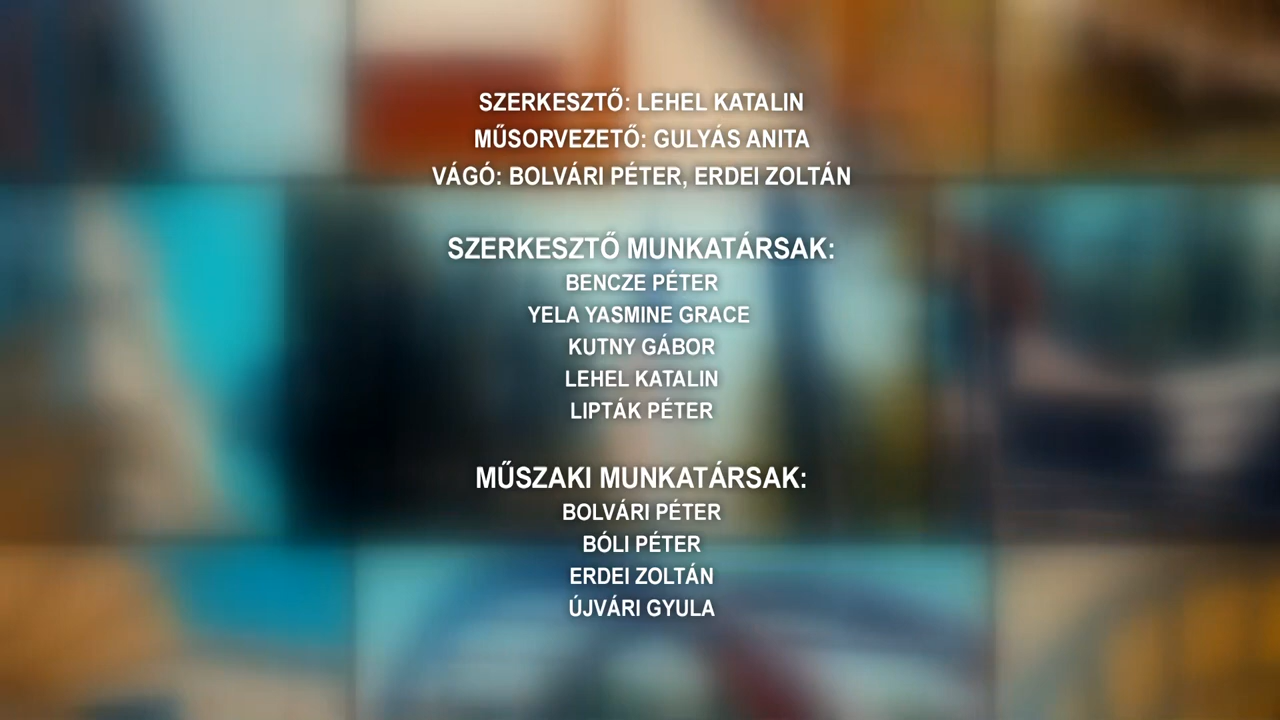 SZERKESZTŐ: LEHEL KATALIN
MŰSORVEZETŐ: GULYÁS ANITA
VÁGÓ: BOLVÁRI PÉTER, ERDEI ZOLTÁN
SZERKESZTŐ MUNKATÁRSAK:
BENCZE PÉTER
YELA YASMINE GRACE
KUTNY GÁBOR
LEHEL KATALIN
LIPTÁK PÉTER
MŰSZAKI MUNKATÁRSAK:
BOLVÁRI PÉTER
BÓLI PÉTER
ERDEI ZOLTÁN
ÚJVÁRI GYULA